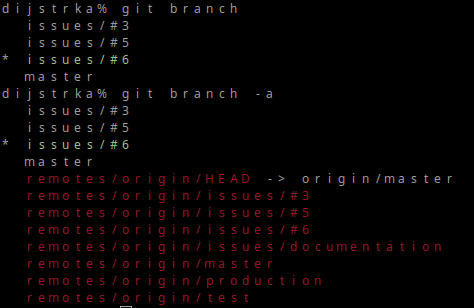 dijstrka% git branch
issues/#3
issues/#5
* issues/#6
master
dijstrka% git branch -a
issues/#3
issues/#5
* issues/#6
master
remotes/origin/HEAD -> origin/master
remotes/origin/issues/#3
remotes/origin/issues/#5
remotes/origin/issues/#6
remotes/origin/issues/documentation
remotes/origin/master
remotes/origin/production
remotes/origin/test